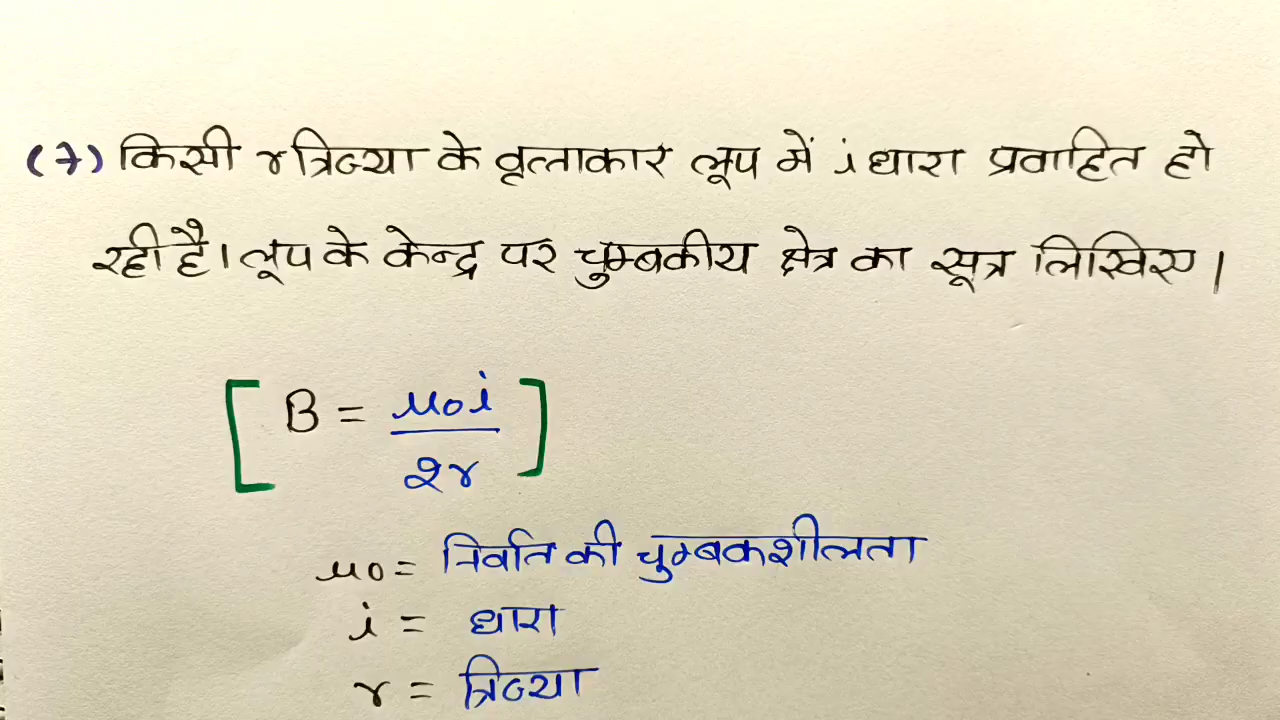 (7) किसी r त्रिज्या के वृत्ताकार लूप में i धारा प्रवाहित हो
रही है। लूप के केन्द्र पर चुम्बकीय क्षेत्र का सूत्र लिखिए।
[ B = μ₀i / 2r ]
μ₀ = निर्वात की चुम्बकशीलता
i = धारा
r = त्रिज्या